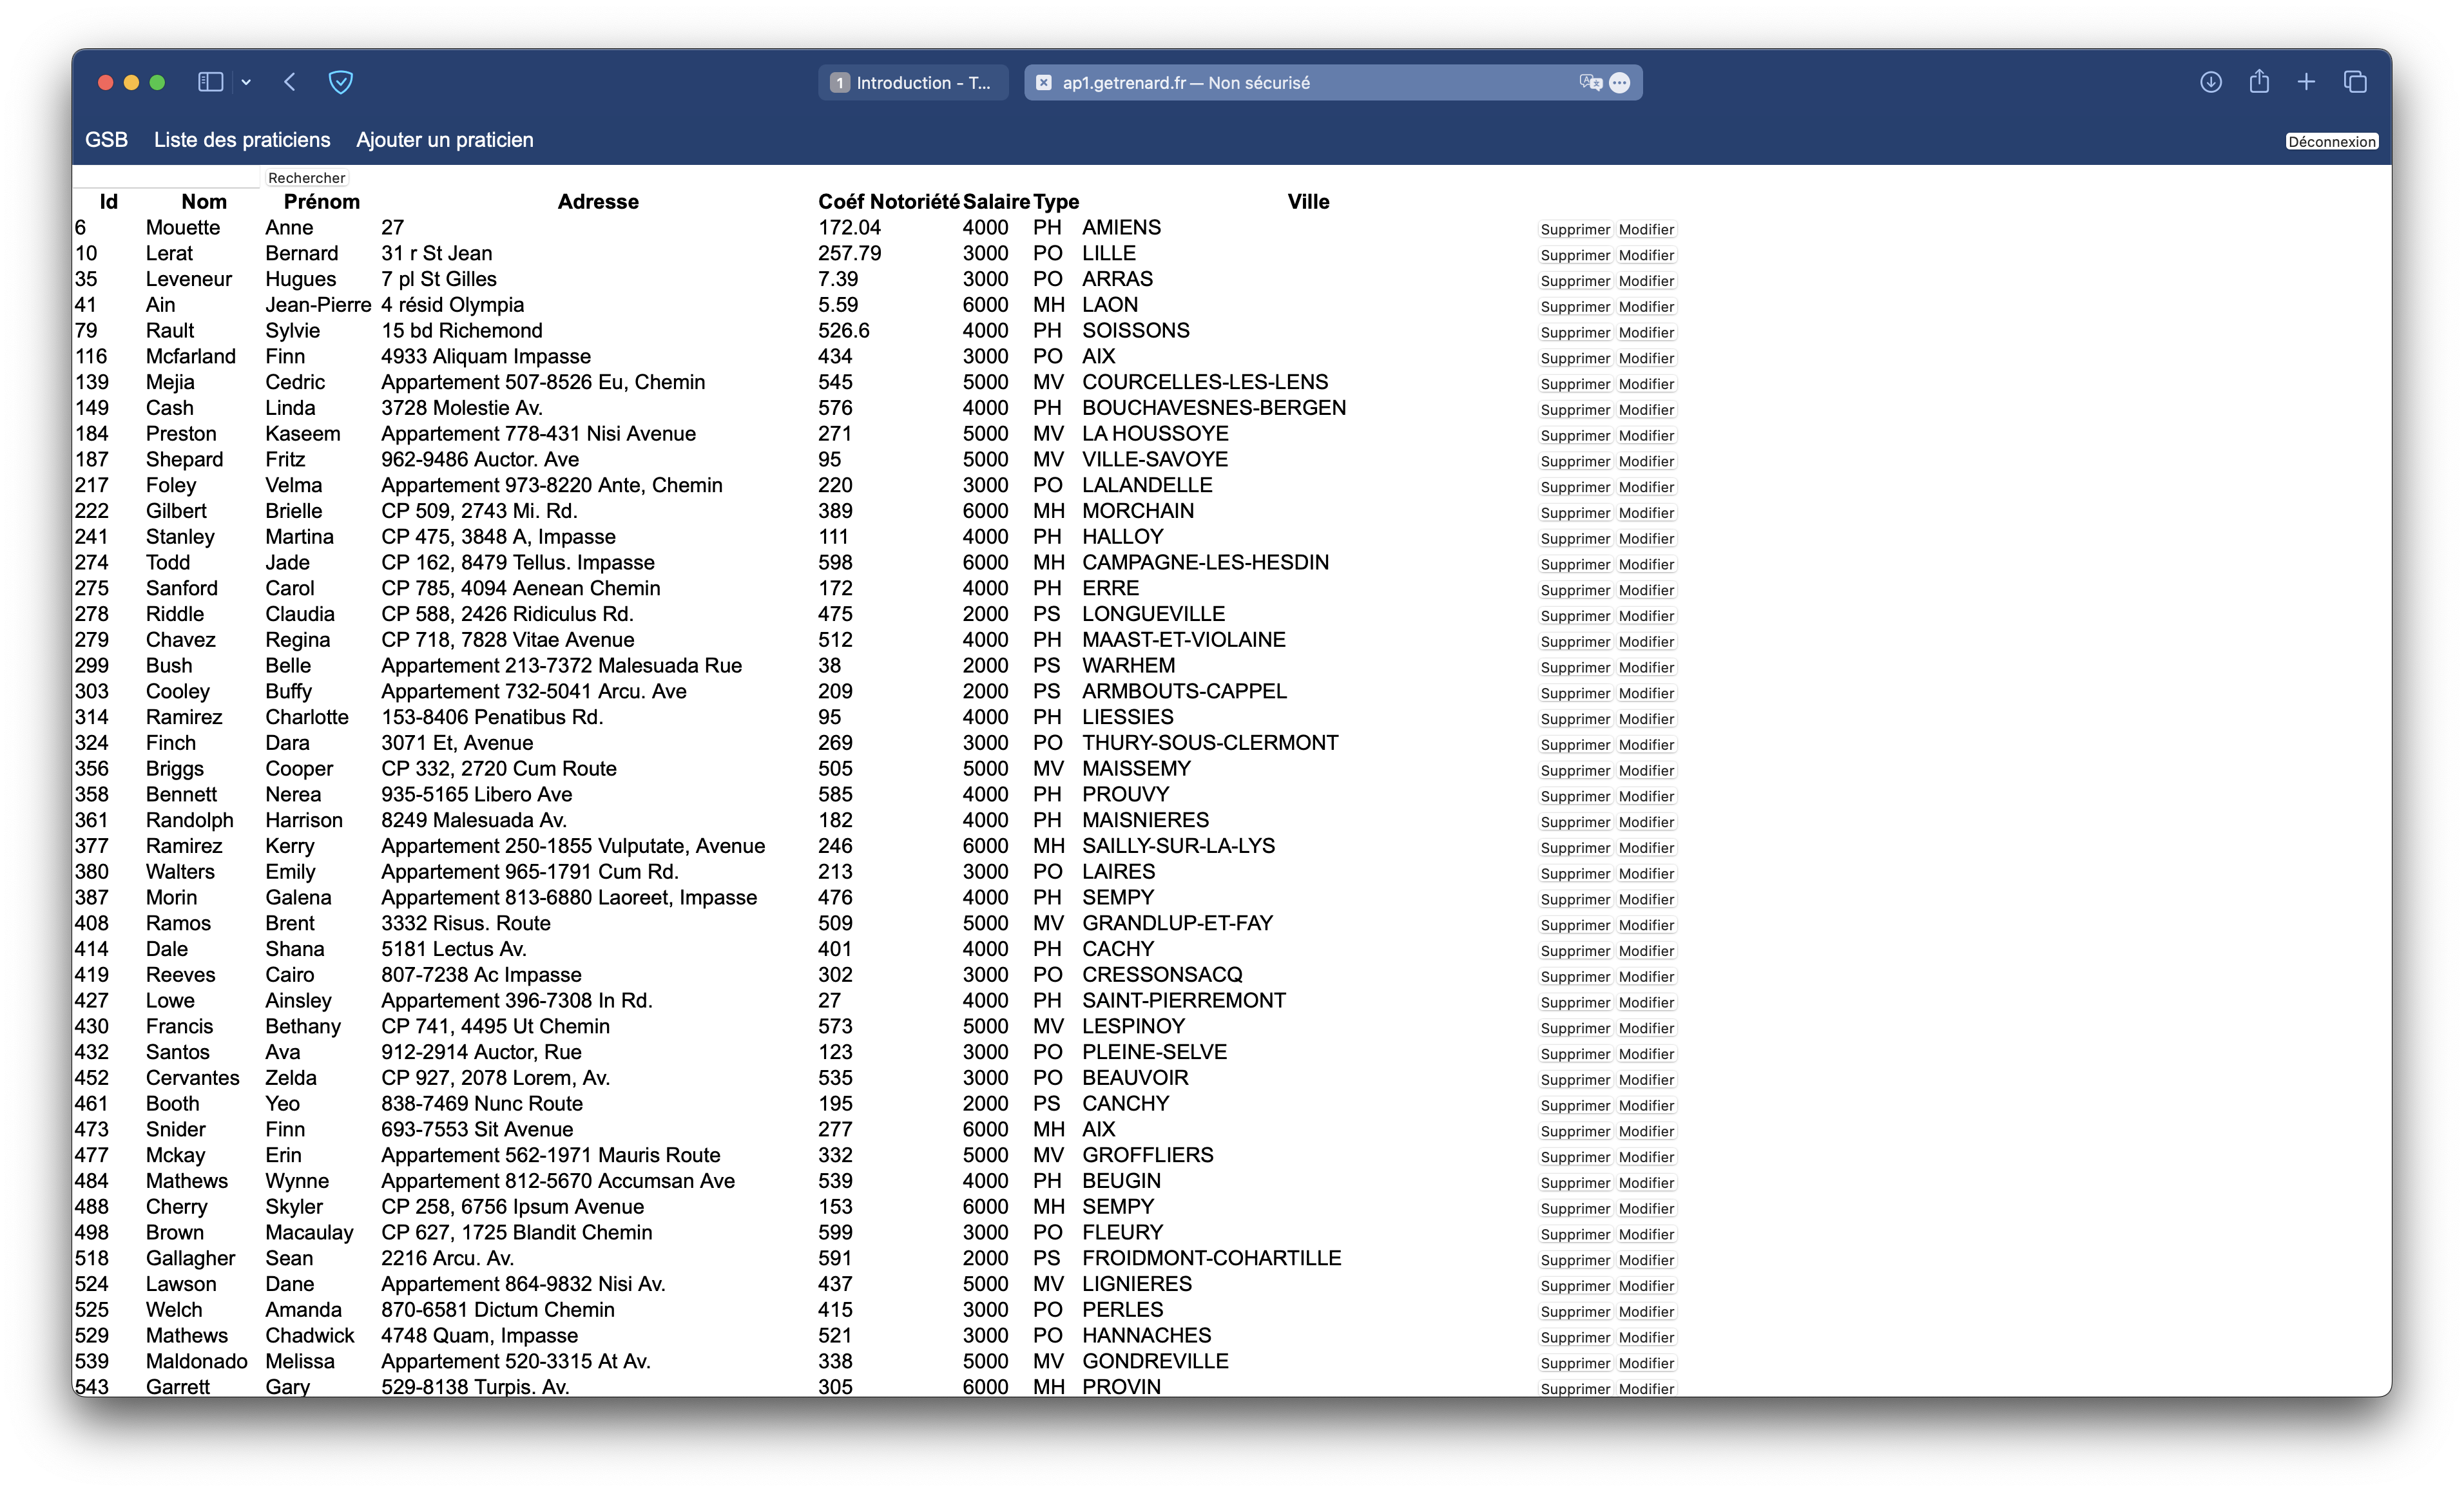 1 Introduction - T... ap1.getrenard.fr — Non sécurisé
GSB Liste des praticiens Ajouter un praticien Déconnexion
Rechercher
Id Nom Prénom Adresse Coéf Notoriété Salaire Type Ville
6 Mouette Anne 27 172.04 4000 PH AMIENS Supprimer Modifier
10 Lerat Bernard 31 r St Jean 257.79 3000 PO LILLE Supprimer Modifier
35 Leveneur Hugues 7 pl St Gilles 7.39 3000 PO ARRAS Supprimer Modifier
41 Ain Jean-Pierre 4 résid Olympia 5.59 6000 MH LAON Supprimer Modifier
79 Rault Sylvie 15 bd Richemond 526.6 4000 PH SOISSONS Supprimer Modifier
116 Mcfarland Finn 4933 Aliquam Impasse 434 3000 PO AIX Supprimer Modifier
139 Mejia Cedric Appartement 507-8526 Eu, Chemin 545 5000 MV COURCELLES-LES-LENS Supprimer Modifier
149 Cash Linda 3728 Molestie Av. 576 4000 PH BOUCHAVESNES-BERGEN Supprimer Modifier
184 Preston Kaseem Appartement 778-431 Nisi Avenue 271 5000 MV LA HOUSSOYE Supprimer Modifier
187 Shepard Fritz 962-9486 Auctor. Ave 95 5000 MV VILLE-SAVOYE Supprimer Modifier
217 Foley Velma Appartement 973-8220 Ante, Chemin 220 3000 PO LALANDELLE Supprimer Modifier
222 Gilbert Brielle CP 509, 2743 Mi. Rd. 389 6000 MH MORCHAIN Supprimer Modifier
241 Stanley Martina CP 475, 3848 A, Impasse 111 4000 PH HALLOY Supprimer Modifier
274 Todd Jade CP 162, 8479 Tellus. Impasse 598 6000 MH CAMPAGNE-LES-HESDIN Supprimer Modifier
275 Sanford Carol CP 785, 4094 Aenean Chemin 172 4000 PH ERRE Supprimer Modifier
278 Riddle Claudia CP 588, 2426 Ridiculus Rd. 475 2000 PS LONGUEVILLE Supprimer Modifier
279 Chavez Regina CP 718, 7828 Vitae Avenue 512 4000 PH MAAST-ET-VIOLAINE Supprimer Modifier
299 Bush Belle Appartement 213-7372 Malesuada Rue 38 2000 PS WARHEM Supprimer Modifier
303 Cooley Buffy Appartement 732-5041 Arcu. Ave 209 2000 PS ARMBOUTS-CAPPEL Supprimer Modifier
314 Ramirez Charlotte 153-8406 Penatibus Rd. 95 4000 PH LIESSIES Supprimer Modifier
324 Finch Dara 3071 Et, Avenue 269 3000 PO THURY-SOUS-CLERMONT Supprimer Modifier
356 Briggs Cooper CP 332, 2720 Cum Route 505 5000 MV MAISSEMY Supprimer Modifier
358 Bennett Nerea 935-5165 Libero Ave 585 4000 PH PROUVY Supprimer Modifier
361 Randolph Harrison 8249 Malesuada Av. 182 4000 PH MAISNIERES Supprimer Modifier
377 Ramirez Kerry Appartement 250-1855 Vulputate, Avenue 246 6000 MH SAILLY-SUR-LA-LYS Supprimer Modifier
380 Walters Emily Appartement 965-1791 Cum Rd. 213 3000 PO LAIRES Supprimer Modifier
387 Morin Galena Appartement 813-6880 Laoreet, Impasse 476 4000 PH SEMPY Supprimer Modifier
408 Ramos Brent 3332 Risus. Route 509 5000 MV GRANDLUP-ET-FAY Supprimer Modifier
414 Dale Shana 5181 Lectus Av. 401 4000 PH CACHY Supprimer Modifier
419 Reeves Cairo 807-7238 Ac Impasse 302 3000 PO CRESSONSACQ Supprimer Modifier
427 Lowe Ainsley Appartement 396-7308 In Rd. 27 4000 PH SAINT-PIERREMONT Supprimer Modifier
430 Francis Bethany CP 741, 4495 Ut Chemin 573 5000 MV LESPINOY Supprimer Modifier
432 Santos Ava 912-2914 Auctor, Rue 123 3000 PO PLEINE-SELVE Supprimer Modifier
452 Cervantes Zelda CP 927, 2078 Lorem, Av. 535 3000 PO BEAUVOIR Supprimer Modifier
461 Booth Yeo 838-7469 Nunc Route 195 2000 PS CANCHY Supprimer Modifier
473 Snider Finn 693-7553 Sit Avenue 277 6000 MH AIX Supprimer Modifier
477 Mckay Erin Appartement 562-1971 Mauris Route 332 5000 MV GROFFLIERS Supprimer Modifier
484 Mathews Wynne Appartement 812-5670 Accumsan Ave 539 4000 PH BEUGIN Supprimer Modifier
488 Cherry Skyler CP 258, 6756 Ipsum Avenue 153 6000 MH SEMPY Supprimer Modifier
498 Brown Macaulay CP 627, 1725 Blandit Chemin 599 3000 PO FLEURY Supprimer Modifier
518 Gallagher Sean 2216 Arcu. Av. 591 2000 PS FROIDMONT-COHARTILLE Supprimer Modifier
524 Lawson Dane Appartement 864-9832 Nisi Av. 437 5000 MV LIGNIERES Supprimer Modifier
525 Welch Amanda 870-6581 Dictum Chemin 415 3000 PO PERLES Supprimer Modifier
529 Mathews Chadwick 4748 Quam, Impasse 521 3000 PO HANNACHES Supprimer Modifier
539 Maldonado Melissa Appartement 520-3315 At Av. 338 5000 MV GONDREVILLE Supprimer Modifier
543 Garrett Gary 529-8138 Turpis. Av. 305 6000 MH PROVIN Supprimer Modifier